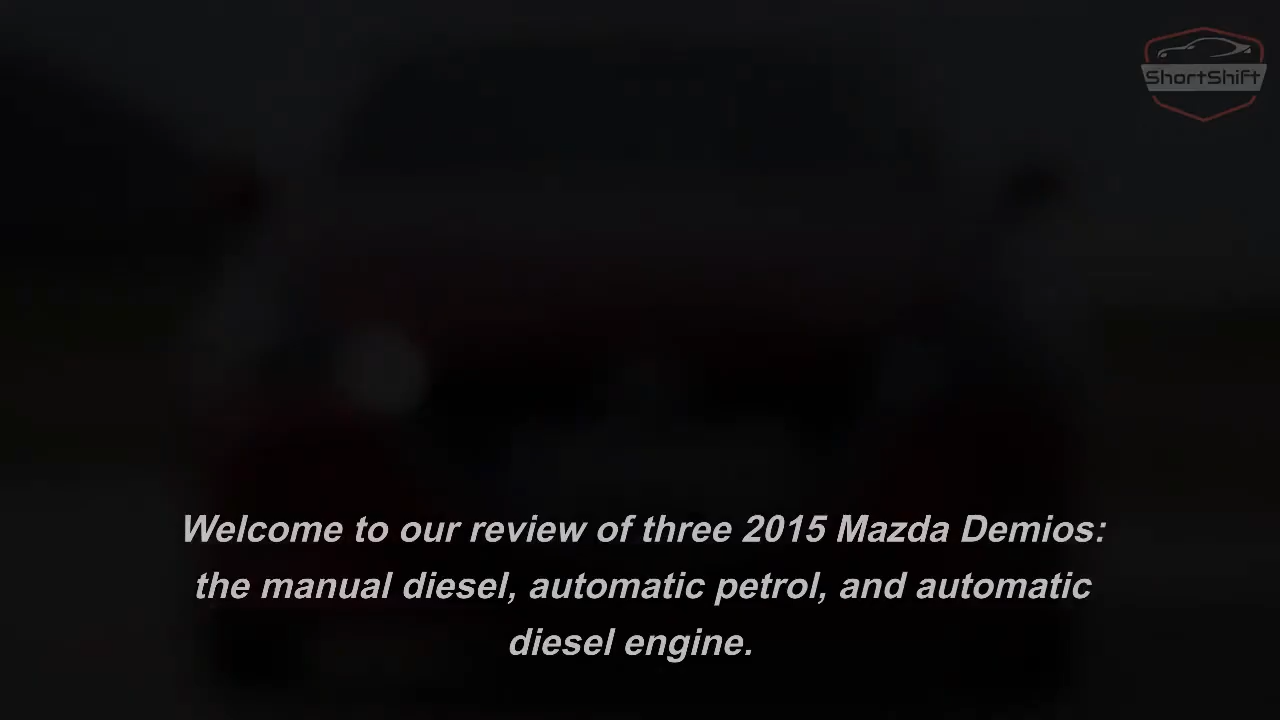 ShortShift
Welcome to our review of three 2015 Mazda Demios:
the manual diesel, automatic petrol, and automatic
diesel engine.